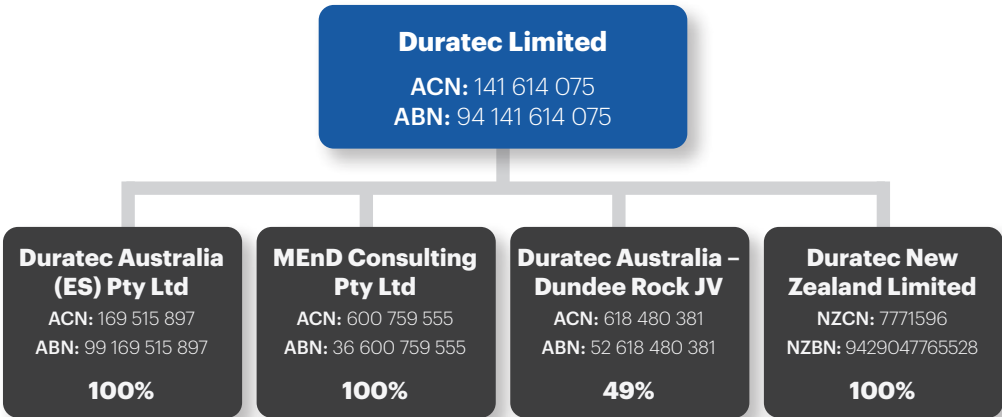 Duratec Limited
ACN: 141 614 075
ABN: 94 141 614 075
Duratec Australia
(ES) Pty Ltd
ACN: 169 515 897
ABN: 99 169 515 897
100%
MEnD Consulting
Pty Ltd
ACN: 600 759 555
ABN: 36 600 759 555
100%
Duratec Australia –
Dundee Rock JV
ACN: 618 480 381
ABN: 52 618 480 381
49%
Duratec New
Zealand Limited
NZCN: 7771596
NZBN: 9429047765528
100%